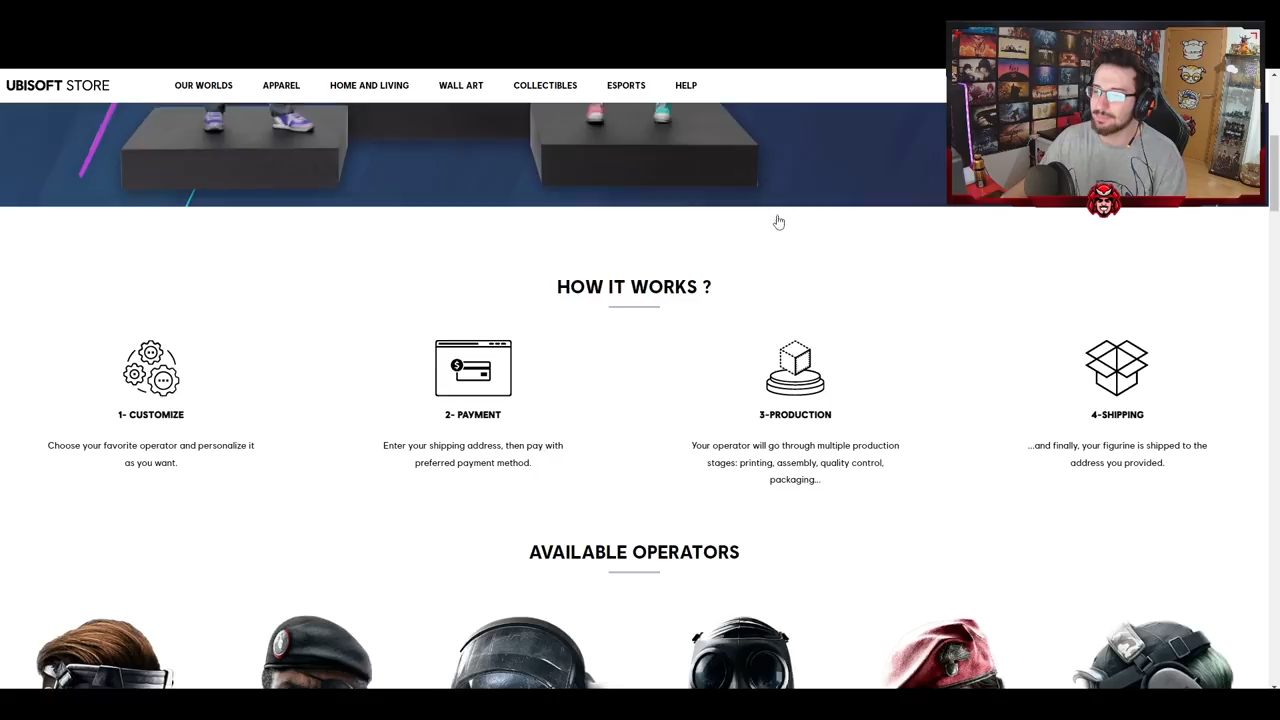 UBISOFT STORE
OUR WORLDS
APPAREL
HOME AND LIVING
WALL ART
COLLECTIBLES
ESPORTS
HELP
HOW IT WORKS ?
1- CUSTOMIZE
Choose your favorite operator and personalize it
as you want.
2- PAYMENT
Enter your shipping address, then pay with
preferred payment method.
3-PRODUCTION
Your operator will go through multiple production
stages: printing, assembly, quality control,
packaging...
4-SHIPPING
...and finally, your figurine is shipped to the
address you provided.
AVAILABLE OPERATORS